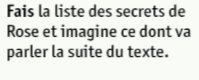 Fais la liste des secrets de
Rose et imagine ce dont va
parler la suite du texte.